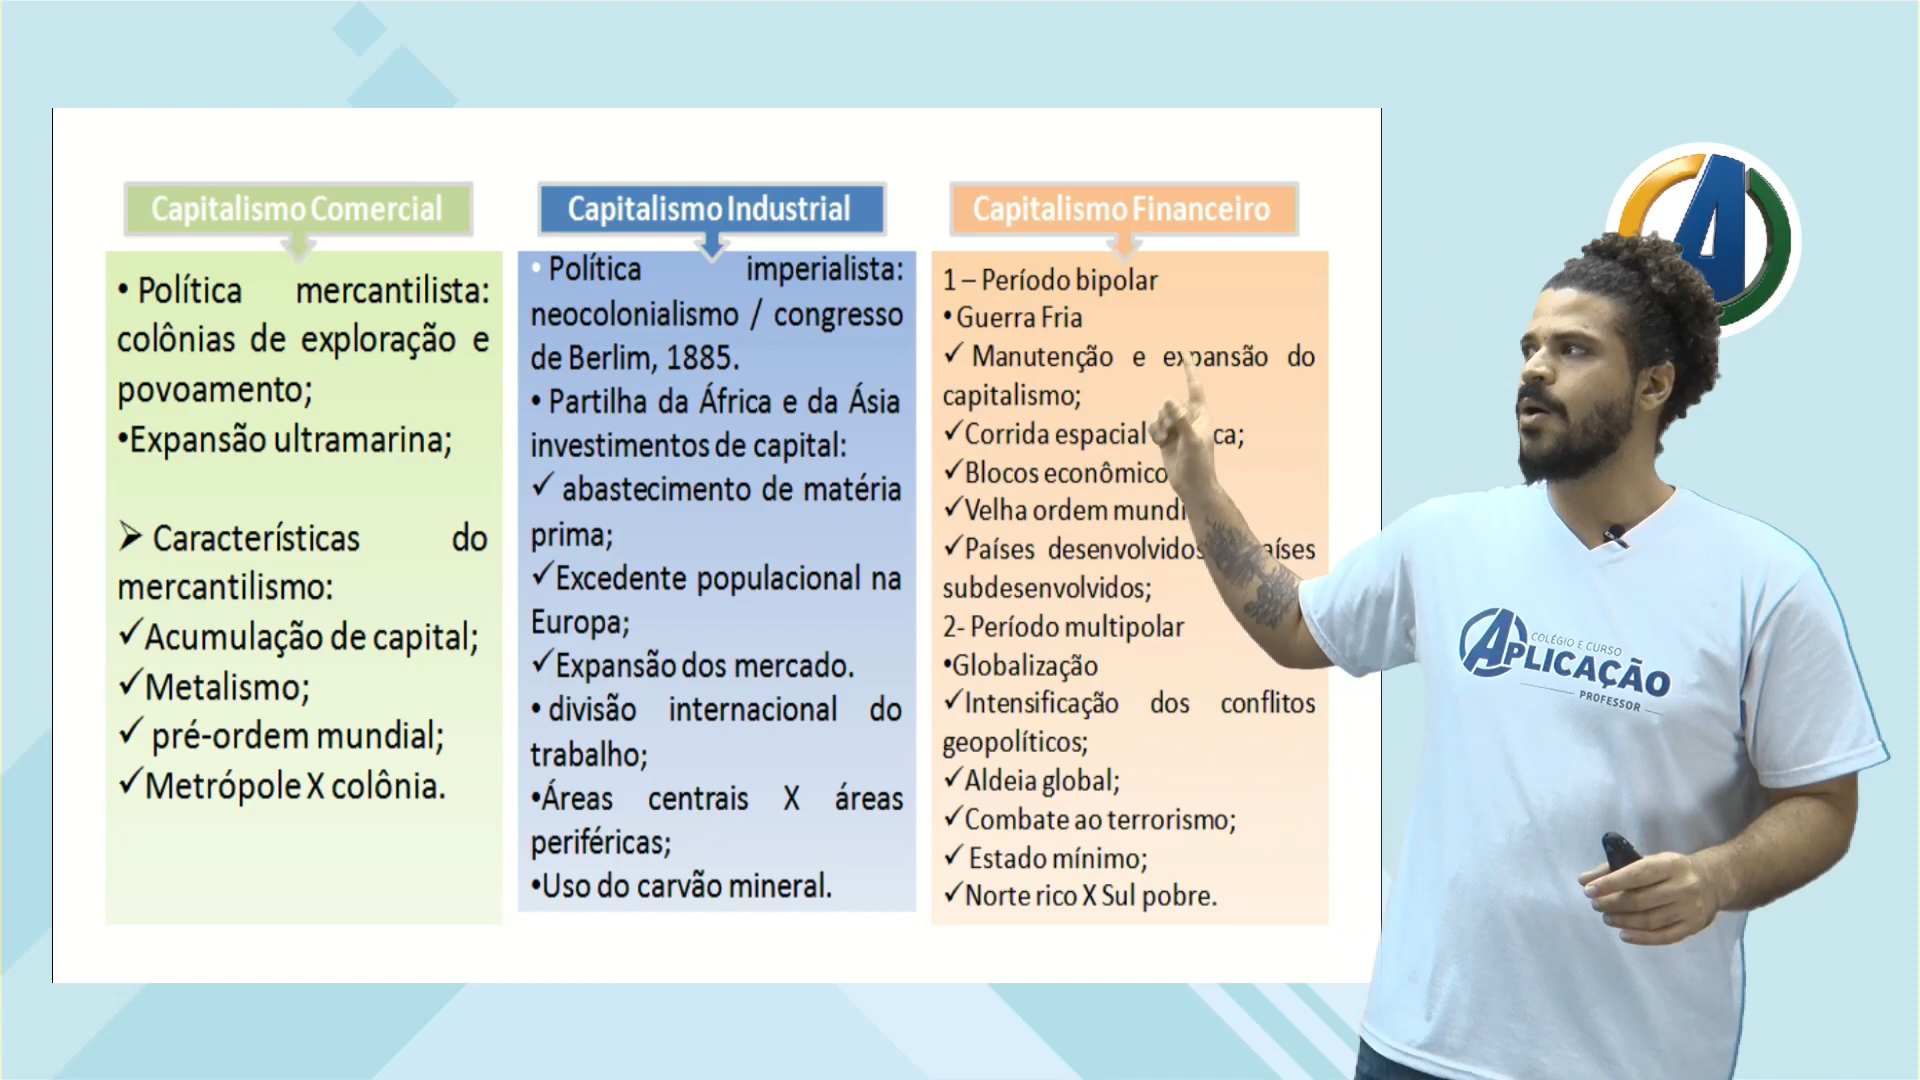 Capitalismo Comercial
• Política mercantilista:
colônias de exploração e
povoamento;
•Expansão ultramarina;
➢ Características do
mercantilismo:
✓Acumulação de capital;
✓Metalismo;
✓ pré-ordem mundial;
✓Metrópole X colônia.
Capitalismo Industrial
• Política imperialista:
neocolonialismo / congresso
de Berlim, 1885.
• Partilha da África e da Ásia
investimentos de capital:
✓ abastecimento de matéria
prima;
✓Excedente populacional na
Europa;
✓Expansão dos mercado.
• divisão internacional do
trabalho;
•Áreas centrais X áreas
periféricas;
•Uso do carvão mineral.
Capitalismo Financeiro
1 – Período bipolar
• Guerra Fria
✓ Manutenção e expansão do
capitalismo;
✓Corrida espacial
✓Blocos econômico
✓Velha ordem mundi
✓Países desenvolvidos
subdesenvolvidos;
2- Período multipolar
•Globalização
✓Intensificação dos conflitos
geopolíticos;
✓Aldeia global;
✓Combate ao terrorismo;
✓ Estado mínimo;
✓Norte rico X Sul pobre.
A
COLÉGIO E CURSO
APLICAÇÃO
PROFESSOR